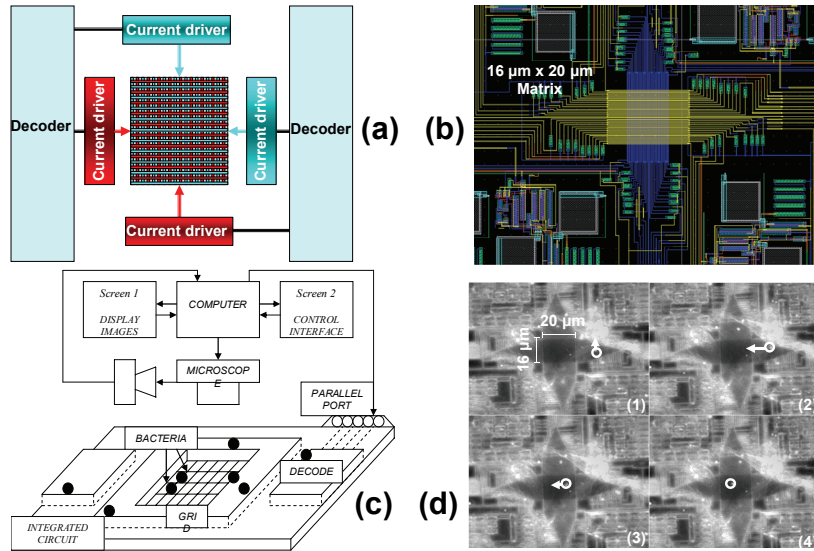 Current driver
Decoder
Current driver
Current driver
Decoder
Current driver
(a)
(b)
16 µm x 20 µm
Matrix
Screen 1
DISPLAY
IMAGES
COMPUTER
Screen 2
CONTROL
INTERFACE
MICROSCOP
E
PARALLEL
PORT
BACTERIA
DECODE
GRI
D
INTEGRATED
CIRCUIT
(c)
(d)
20 µm
16 µm
(1)
(2)
(3)
(4)